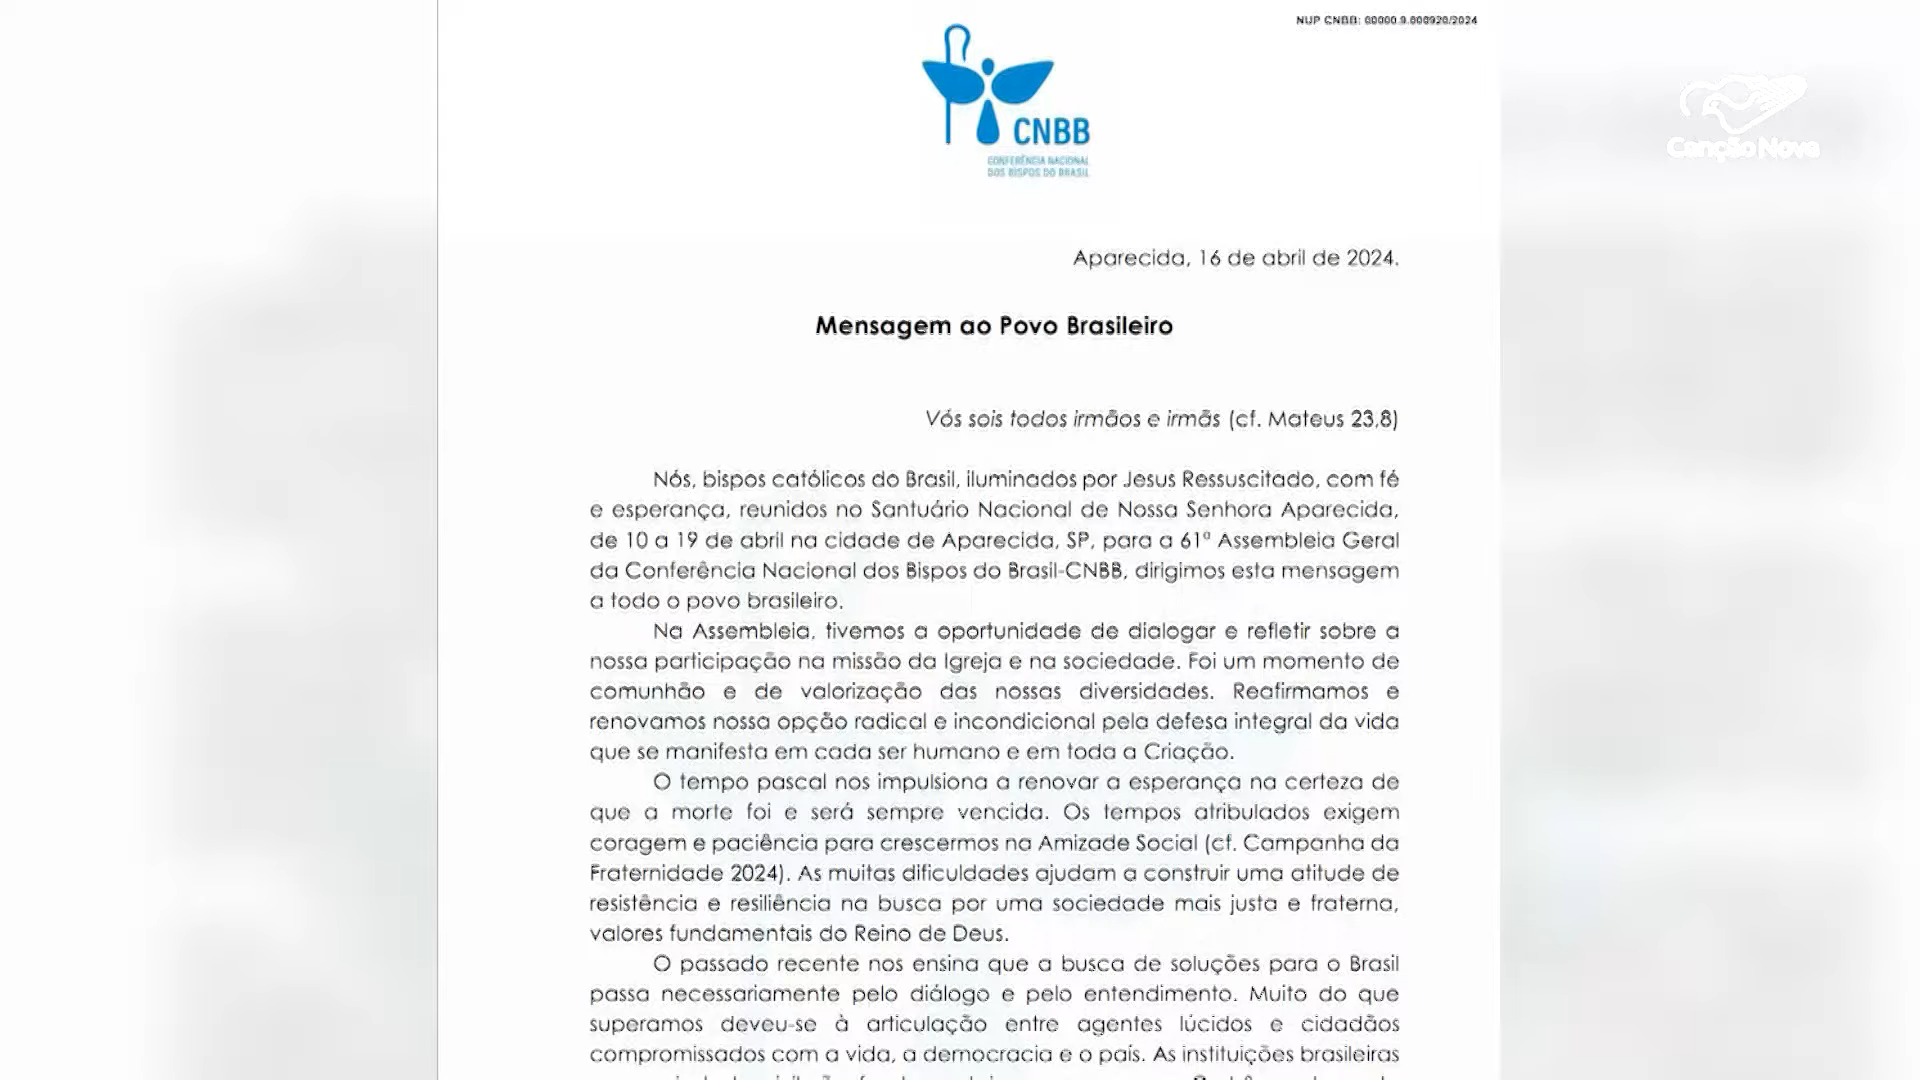 NUP CNBB: 00000.9.000920/2024
Canção Nova
CNBB
CONFERÊNCIA NACIONAL
DOS BISPOS DO BRASIL
Aparecida, 16 de abril de 2024.
Mensagem ao Povo Brasileiro
Vós sois todos irmãos e irmãs (cf. Mateus 23,8)
Nós, bispos católicos do Brasil, iluminados por Jesus Ressuscitado, com fé
e esperança, reunidos no Santuário Nacional de Nossa Senhora Aparecida,
de 10 a 19 de abril na cidade de Aparecida, SP, para a 61ª Assembleia Geral
da Conferência Nacional dos Bispos do Brasil-CNBB, dirigimos esta mensagem
a todo o povo brasileiro.
Na Assembleia, tivemos a oportunidade de dialogar e refletir sobre a
nossa participação na missão da Igreja e na sociedade. Foi um momento de
comunhão e de valorização das nossas diversidades. Reafirmamos e
renovamos nossa opção radical e incondicional pela defesa integral da vida
que se manifesta em cada ser humano e em toda a Criação.
O tempo pascal nos impulsiona a renovar a esperança na certeza de
que a morte foi e será sempre vencida. Os tempos atribulados exigem
coragem e paciência para crescermos na Amizade Social (cf. Campanha da
Fraternidade 2024). As muitas dificuldades ajudam a construir uma atitude de
resistência e resiliência na busca por uma sociedade mais justa e fraterna,
valores fundamentais do Reino de Deus.
O passado recente nos ensina que a busca de soluções para o Brasil
passa necessariamente pelo diálogo e pelo entendimento. Muito do que
superamos deveu-se à articulação entre agentes lúcidos e cidadãos
compromissados com a vida, a democracia e o país. As instituições brasileiras